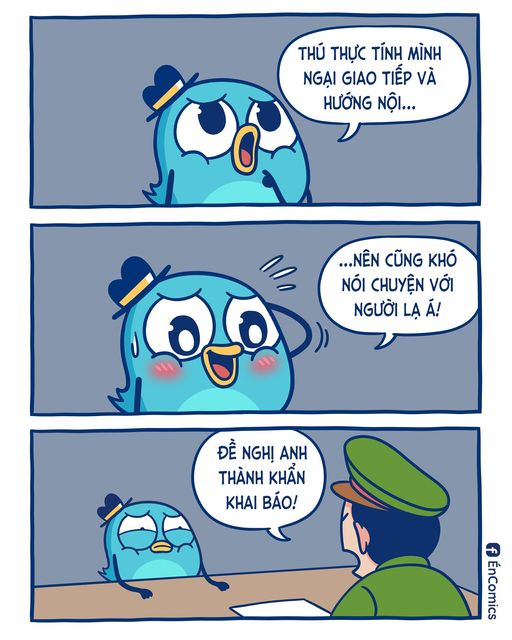 THÚ THỰC TÍNH MÌNH
NGẠI GIAO TIẾP VÀ
HƯỚNG NỘI...
...NÊN CŨNG KHÓ
NÓI CHUYỆN VỚI
NGƯỜI LẠ Á!
ĐỀ NGHỊ ANH
THÀNH KHẨN
KHAI BÁO!
ÉnComics